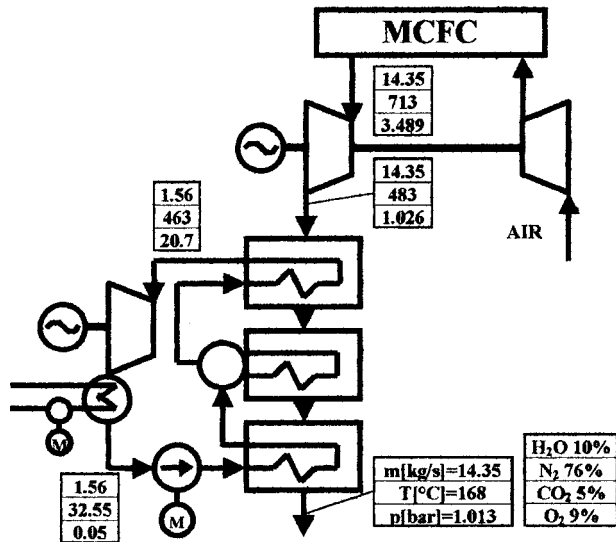 MCFC
14.35
713
3.489
14.35
483
1.026
1.56
463
20.7
AIR
M
1.56
32.55
0.05
M
m[kg/s]=14.35
T[°C]=168
p[bar]=1.013
H₂O 10%
N₂ 76%
CO₂ 5%
O₂ 9%